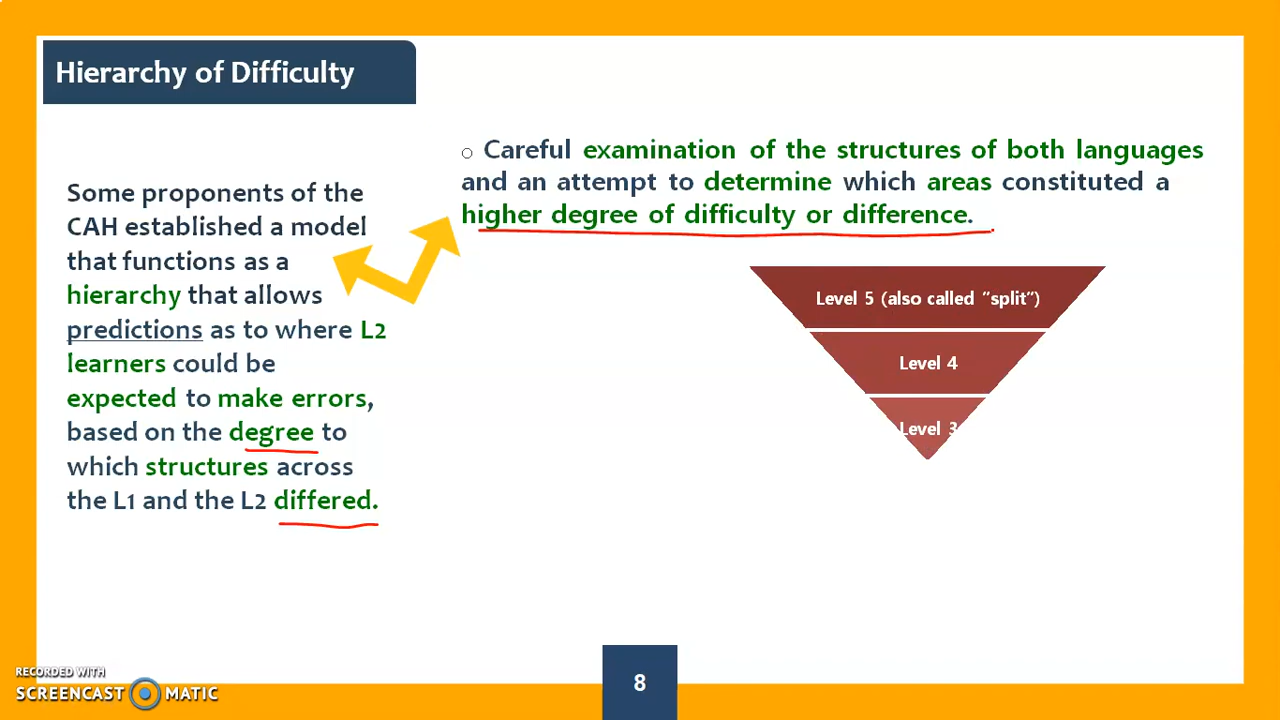 Hierarchy of Difficulty
Some proponents of the
CAH established a model
that functions as a
hierarchy that allows
predictions as to where L2
learners could be
expected to make errors,
based on the degree to
which structures across
the L1 and the L2 differed.
○ Careful examination of the structures of both languages
and an attempt to determine which areas constituted a
higher degree of difficulty or difference.
Level 5 (also called "split")
Level 4
Level 3
8
RECORDED WITH
SCREENCAST MATIC